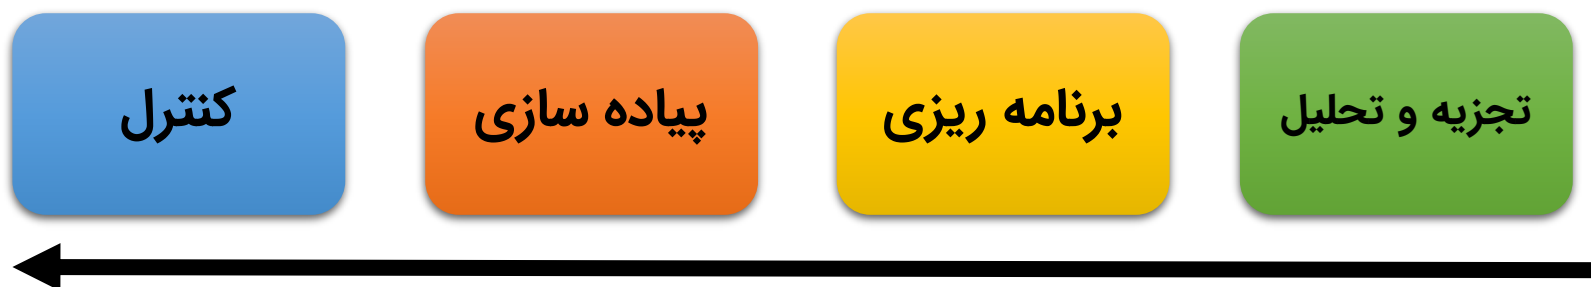 تجزیه و تحلیل
برنامه ریزی
پیاده سازی
کنترل